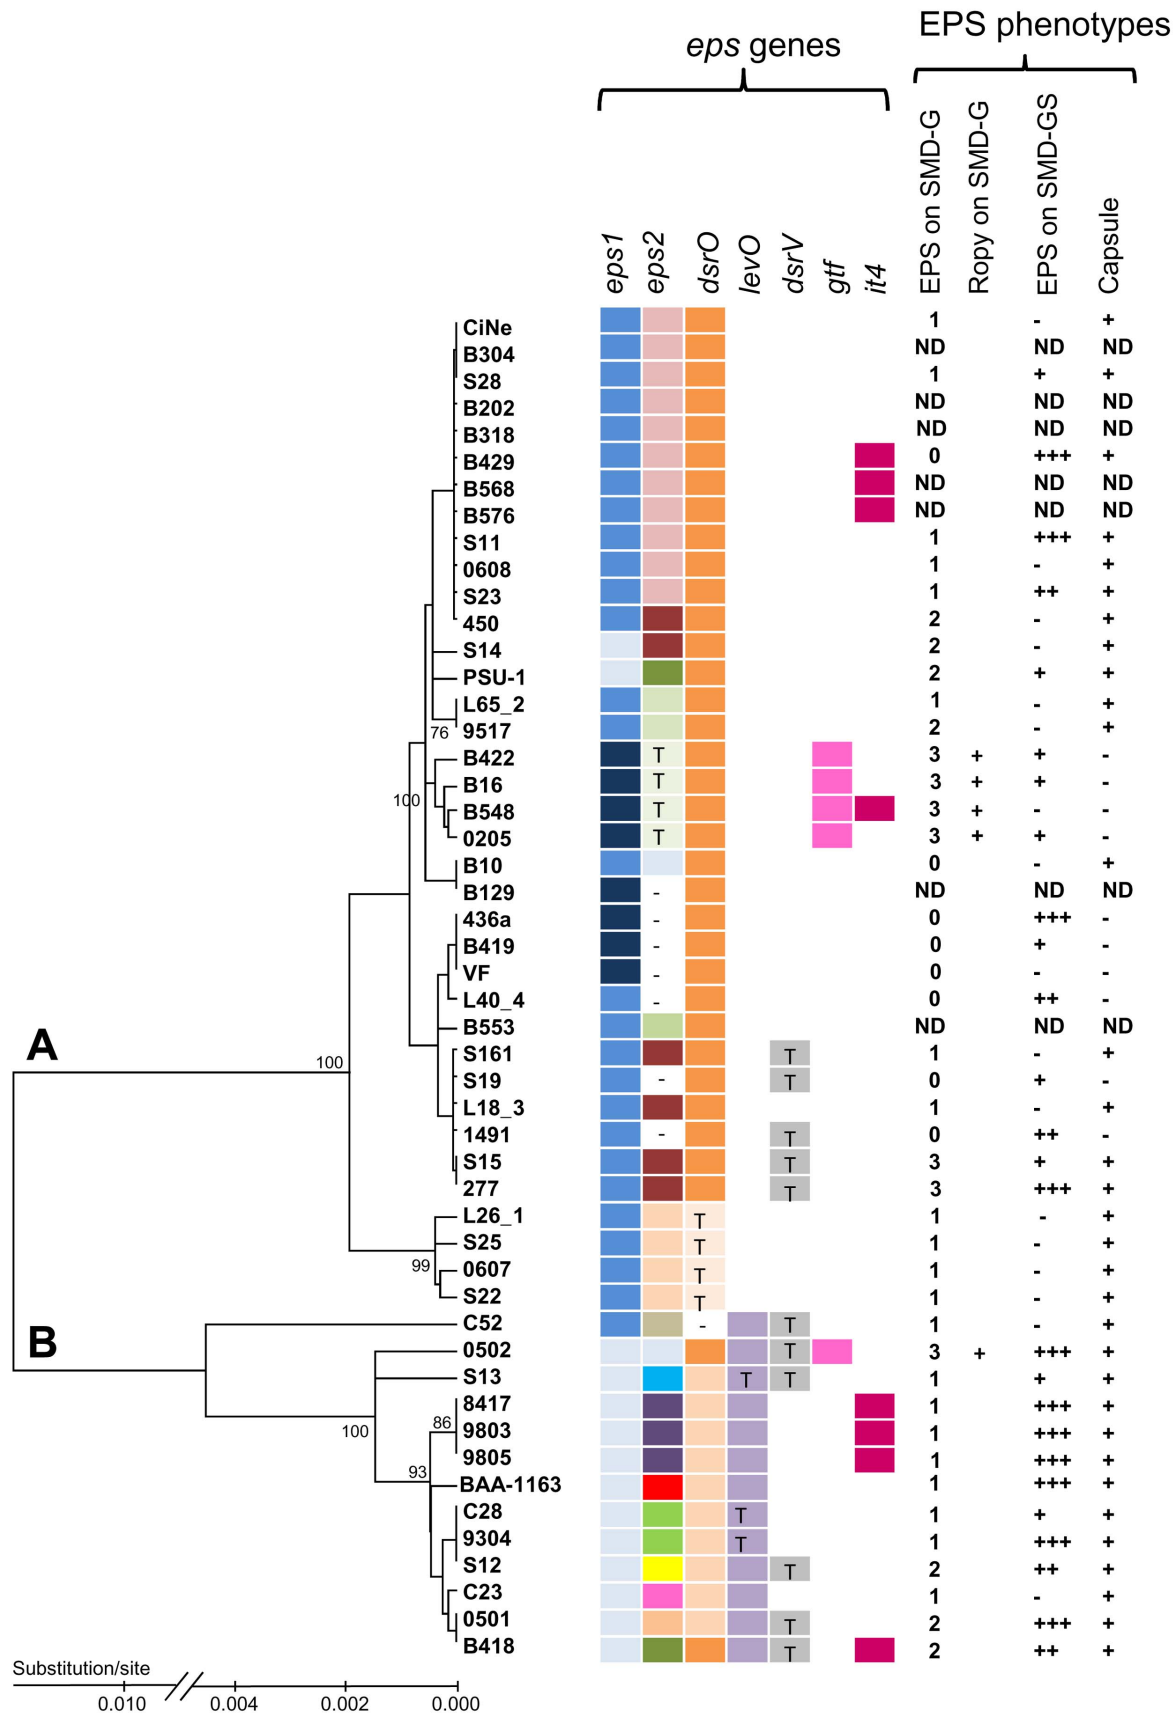 EPS phenotypes
eps genes
eps1 eps2 dsrO levO dsrV gtf it4 EPS on SMD-G Ropy on SMD-G EPS on SMD-GS Capsule
CiNe 1 - +
B304 ND ND ND
S28 1 + +
B202 ND ND ND
B318 ND ND ND
B429 0 +++ +
B568 ND ND ND
B576 ND ND ND
S11 1 +++ +
0608 1 - +
S23 1 ++ +
450 2 - +
S14 2 - +
PSU-1 2 + +
L65_2 1 - +
76 9517 2 - +
B422 T 3 + + -
B16 T 3 + + -
100 B548 T 3 + - -
0205 T 3 + + -
B10 0 - +
B129 - ND ND ND
436a - 0 +++ -
B419 - 0 + -
VF - 0 - -
L40_4 - 0 ++ -
B553 ND ND ND
A
100 S161 T 1 - +
S19 - T 0 + -
L18_3 1 - +
1491 - T 0 ++ -
S15 T 3 + +
277 T 3 +++ +
L26_1 T 1 - +
S25 T 1 - +
99 0607 T 1 - +
S22 T 1 - +
C52 - T 1 - +
B
0502 T 3 + +++ +
S13 T T 1 + +
8417 1 +++ +
100 86 9803 1 +++ +
9805 1 +++ +
93 BAA-1163 1 +++ +
C28 T 1 + +
9304 T 1 +++ +
S12 T 2 ++ +
C23 1 - +
0501 T 2 +++ +
B418 T 2 ++ +
Substitution/site
0.010 0.004 0.002 0.000